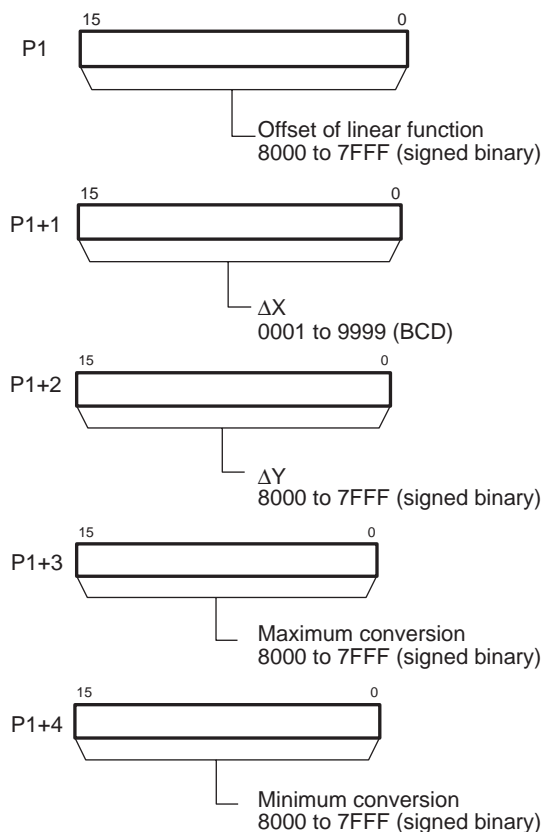 15 0
P1
Offset of linear function
8000 to 7FFF (signed binary)
15 0
P1+1
ΔX
0001 to 9999 (BCD)
15 0
P1+2
ΔY
8000 to 7FFF (signed binary)
15 0
P1+3
Maximum conversion
8000 to 7FFF (signed binary)
15 0
P1+4
Minimum conversion
8000 to 7FFF (signed binary)